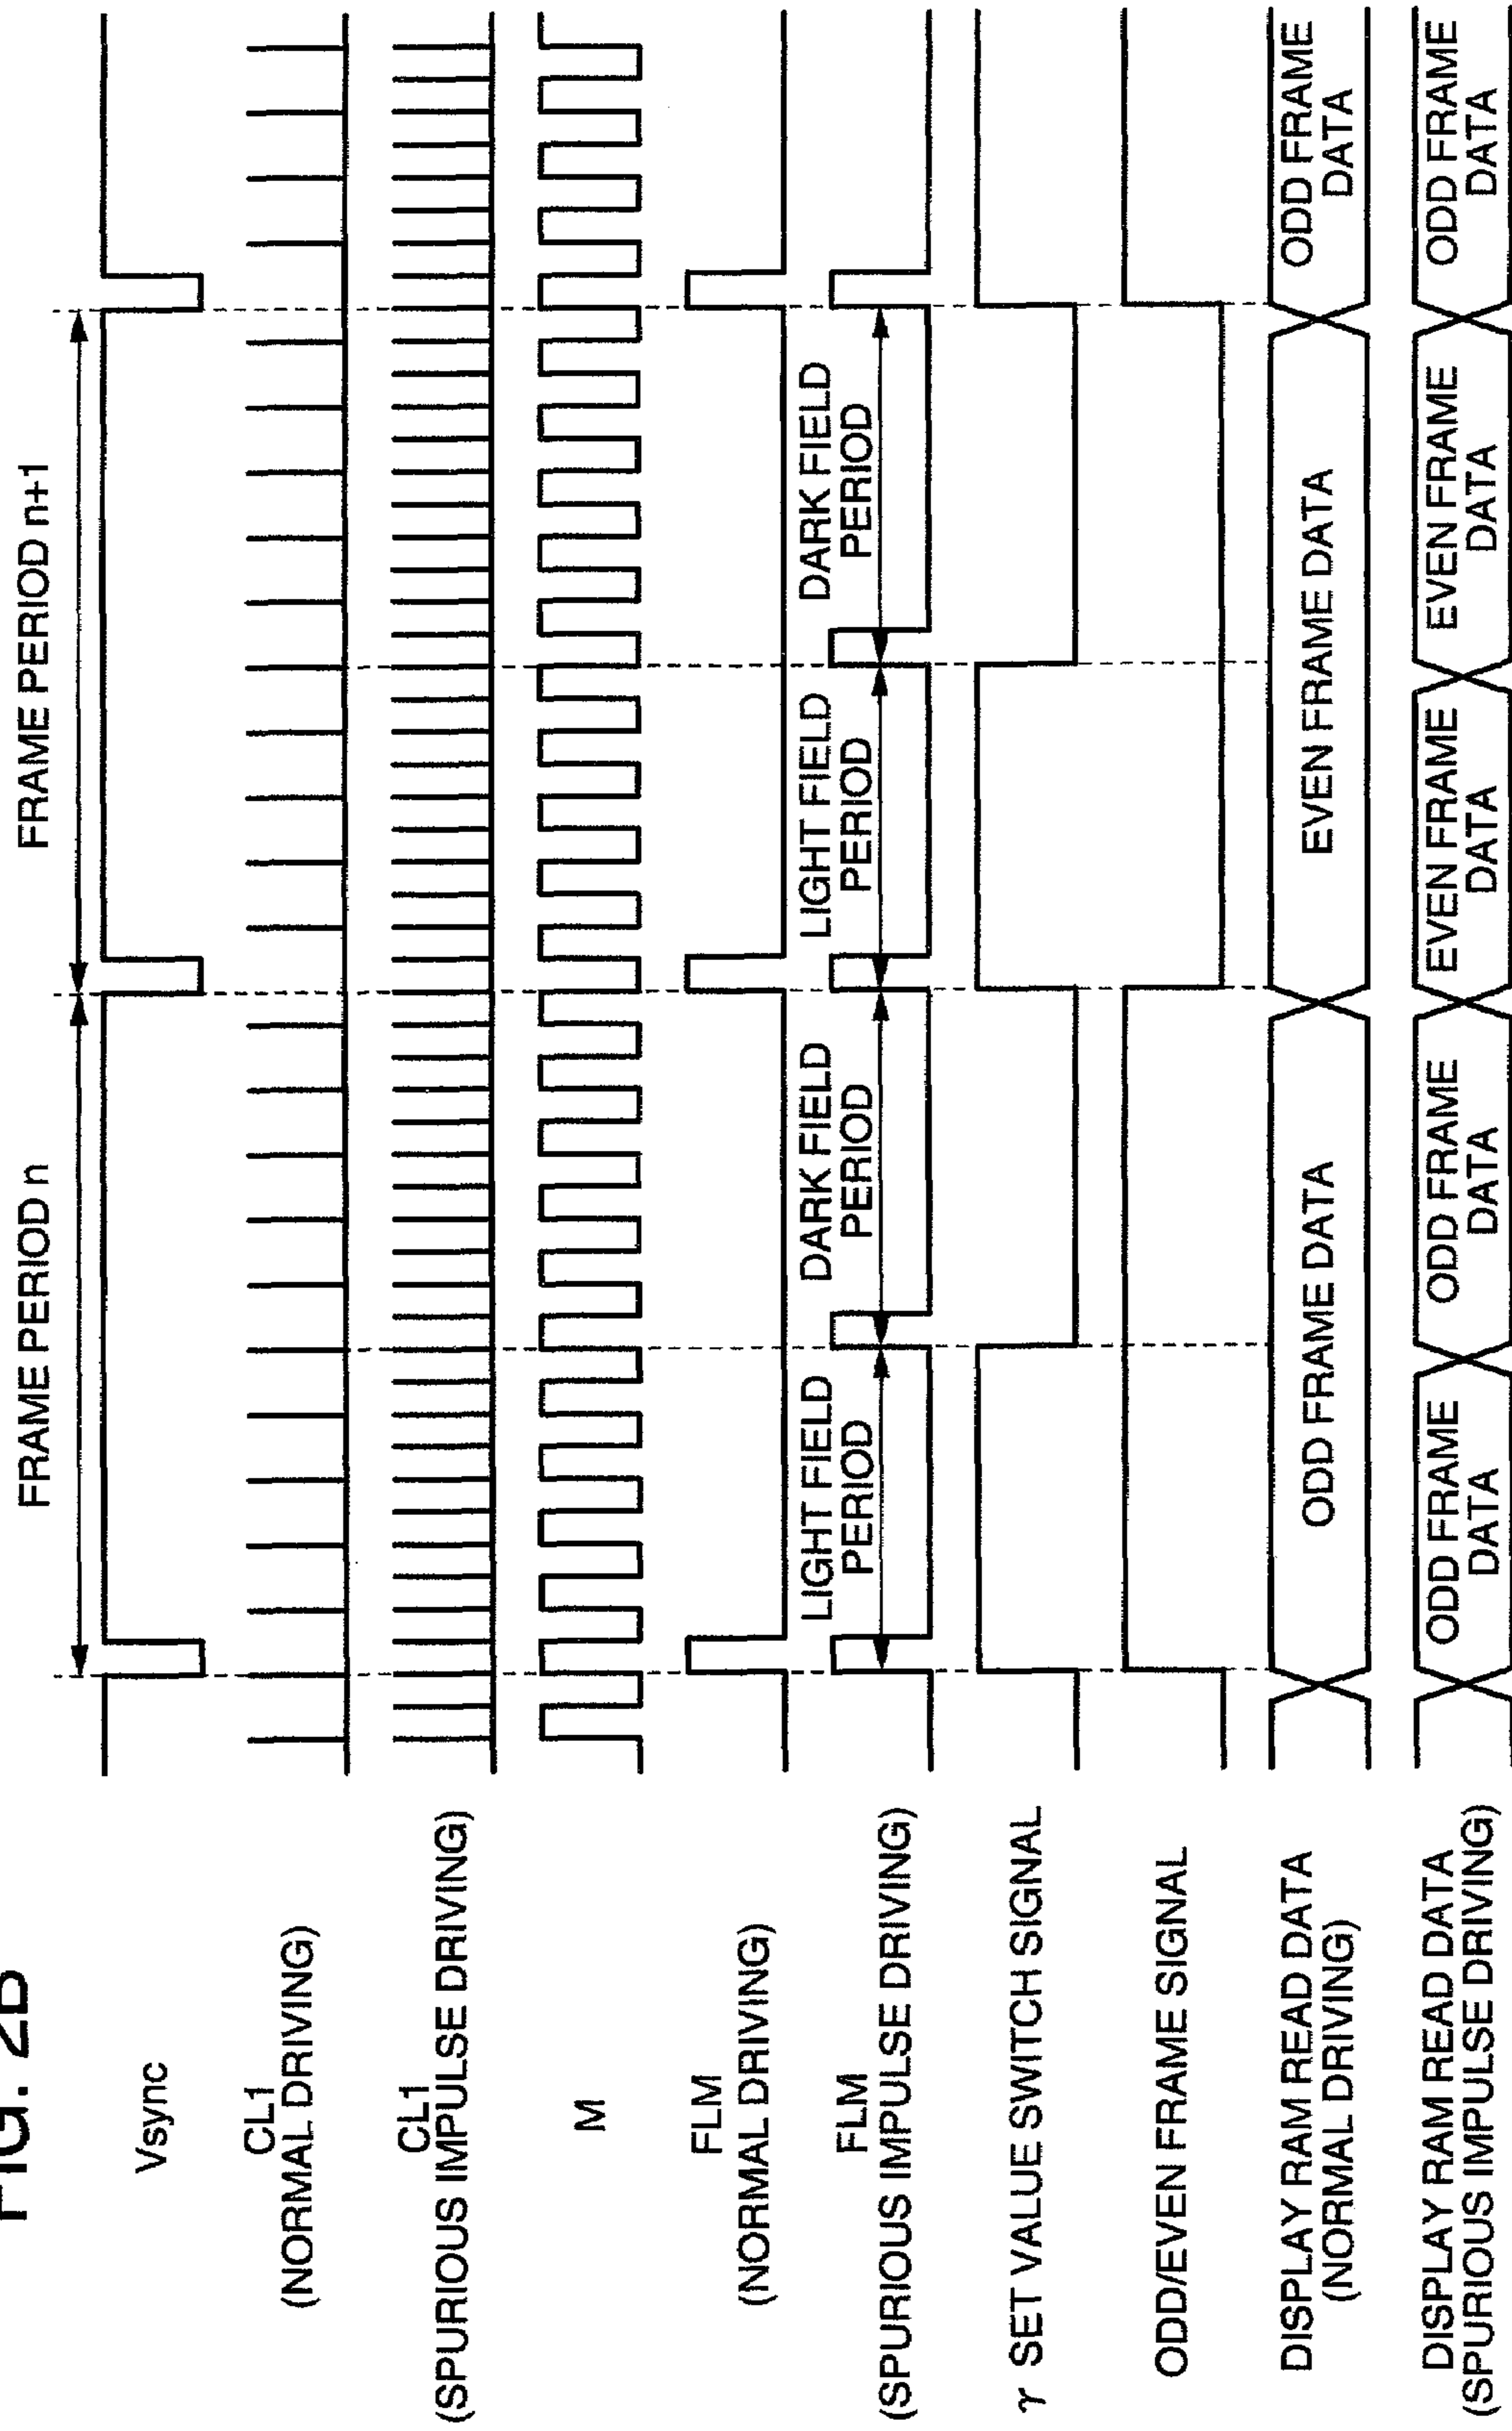 FIG. 2B
FRAME PERIOD n
FRAME PERIOD n+1
Vsync
CL1
(NORMAL DRIVING)
CL1
(SPURIOUS IMPULSE DRIVING)
M
FLM
(NORMAL DRIVING)
FLM
(SPURIOUS IMPULSE DRIVING)
LIGHT FIELD
PERIOD
DARK FIELD
PERIOD
LIGHT FIELD
PERIOD
DARK FIELD
PERIOD
γ SET VALUE SWITCH SIGNAL
ODD/EVEN FRAME SIGNAL
DISPLAY RAM READ DATA
(NORMAL DRIVING)
ODD FRAME DATA
EVEN FRAME DATA
ODD FRAME
DATA
DISPLAY RAM READ DATA
(SPURIOUS IMPULSE DRIVING)
ODD FRAME
DATA
ODD FRAME
DATA
EVEN FRAME
DATA
EVEN FRAME
DATA
ODD FRAME
DATA